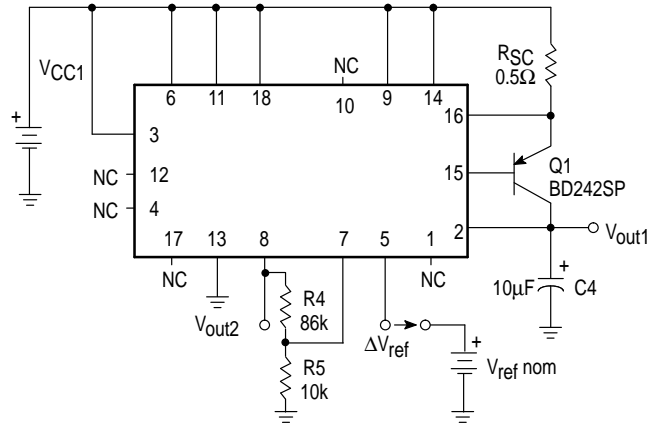 VCC1
+
RSC
0.5Ω
NC
6
11
18
10
9
14
16
3
15
Q1
BD242SP
NC
12
NC
4
2
Vout1
17
13
8
7
5
1
NC
NC
+
10μF
C4
R4
86k
Vout2
ΔVref
+
Vref nom
R5
10k